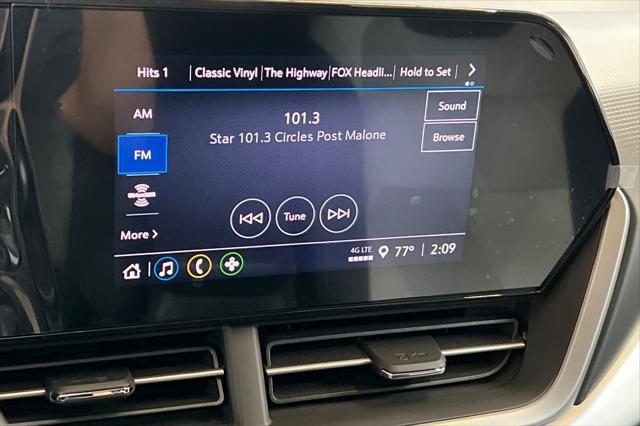 Hits 1 Classic Vinyl The Highway FOX Headli... Hold to Set
AM
101.3
Sound
Star 101.3 Circles Post Malone
Browse
FM
SIRIUSXM
Tune
More
4G LTE 77° 2:09